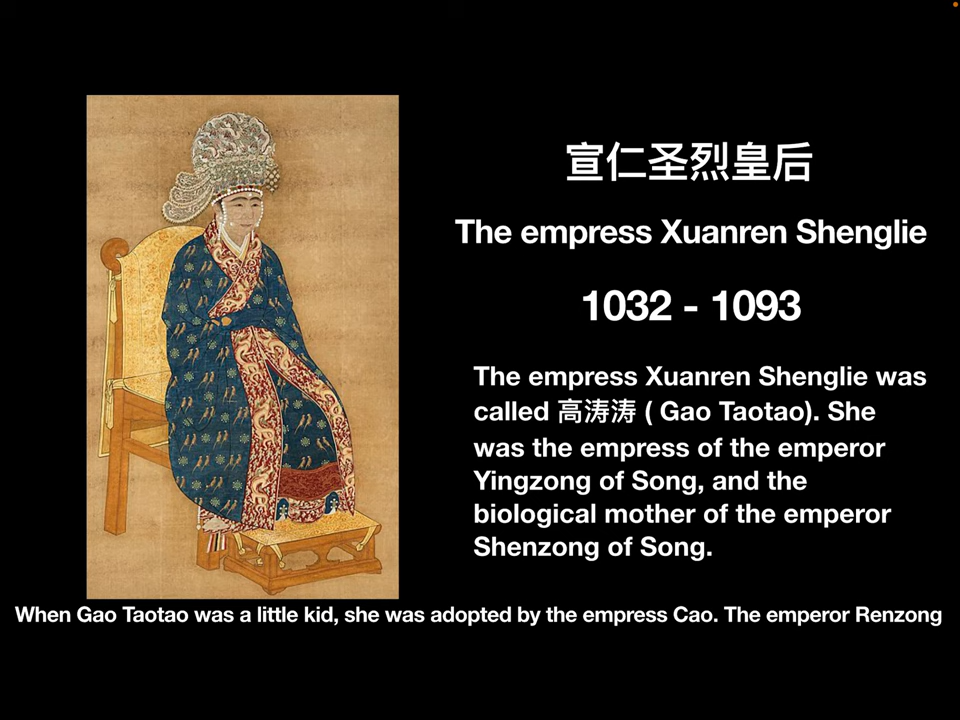 宣仁圣烈皇后
The empress Xuanren Shenglie
1032 - 1093
The empress Xuanren Shenglie was
called 高涛涛 ( Gao Taotao). She
was the empress of the emperor
Yingzong of Song, and the
biological mother of the emperor
Shenzong of Song.
When Gao Taotao was a little kid, she was adopted by the empress Cao. The emperor Renzong